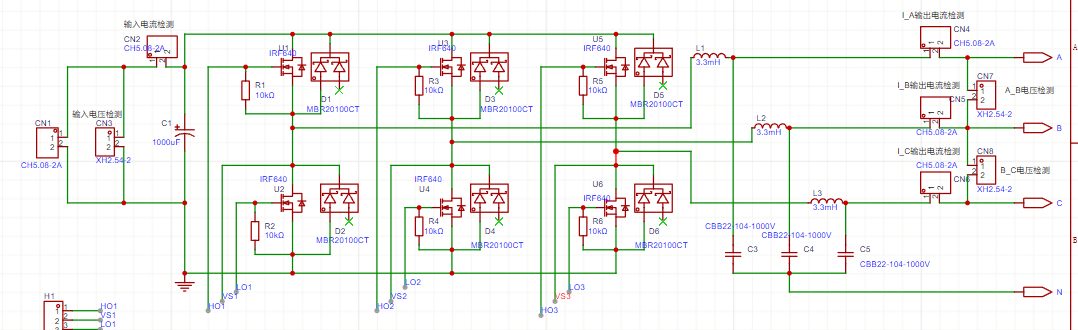 输入电流检测
CN2
CH5.08-2A
1
2
输入电压检测
CN1
1
2
CH5.08-2A
CN3
1
2
XH2.54-2
C1
1000uF
U1
IRF640
R1
10kΩ
D1
MBR20100CT
U3
IRF640
R3
10kΩ
D3
MBR20100CT
U5
IRF640
R5
10kΩ
D5
MBR20100CT
IRF640
U2
R2
10kΩ
D2
MBR20100CT
IRF640
U4
R4
10kΩ
D4
MBR20100CT
U6
IRF640
R6
10kΩ
D6
MBR20100CT
L1
3.3mH
L2
3.3mH
L3
3.3mH
I_A输出电流检测
CN4
CH5.08-2A
1
2
I_B输出电流检测
CN5
CH5.08-2A
1
2
I_C输出电流检测
CH5.08-2A
CN6
1
2
CN7
1
2
A_B电压检测
XH2.54-2
CN8
1
2
B_C电压检测
XH2.54-2
A
B
C
N
CBB22-104-1000V
C3
CBB22-104-1000V
C4
C5
CBB22-104-1000V
HO1
VS1
LO1
HO2
VS2
LO2
HO3
VS3
LO3
H1
1
2
3
HO1
VS1
LO1
A
B